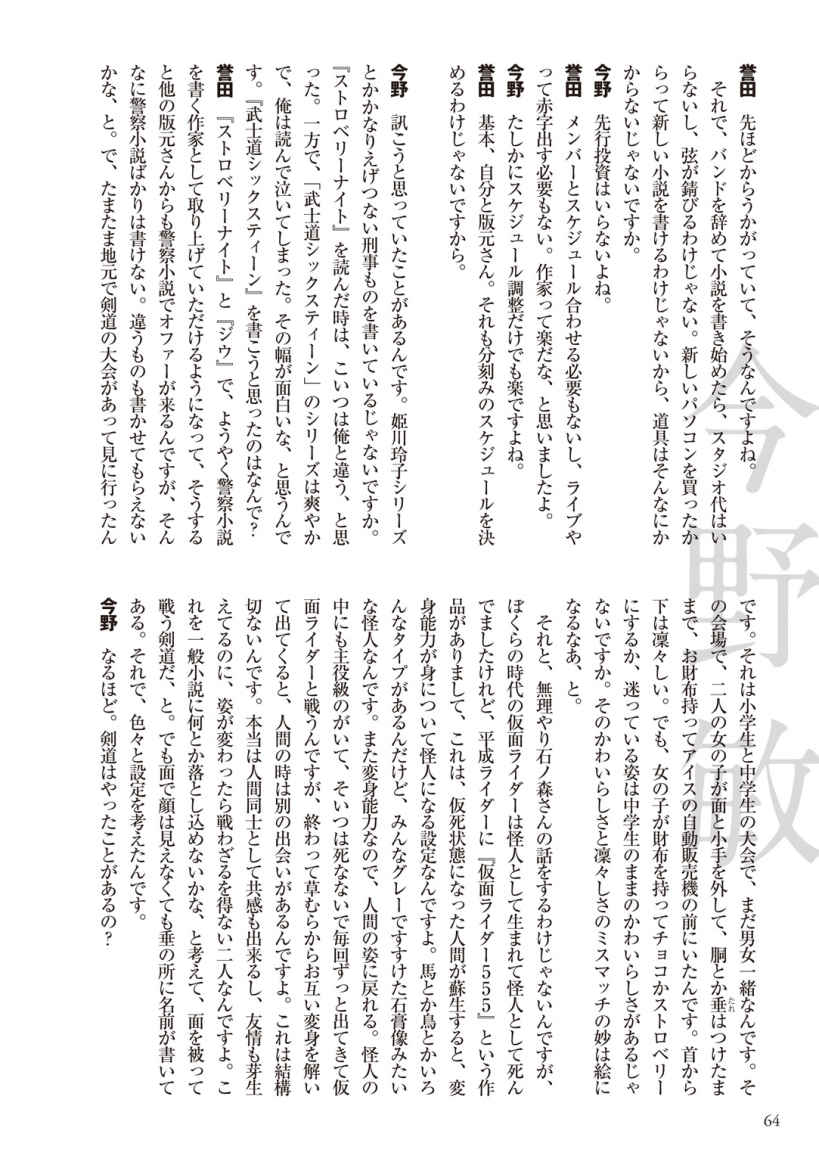 誉田　先ほどからうかがっていて、そうなんですよね。
　それで、バンドを辞めて小説を書き始めたら、スタジオ代はい
らないし、弦が錆びるわけじゃない。新しいパソコンを買ったか
らって新しい小説を書けるわけじゃないから、道具はそんなにか
からないじゃないですか。
今野　先行投資はいらないよね。
誉田　メンバーとスケジュール合わせる必要もないし、ライブや
って赤字出す必要もない。作家って楽だな、と思いましたよ。
今野　たしかにスケジュール調整だけでも楽ですよね。
誉田　基本、自分と版元さん。それも分刻みのスケジュールを決
めるわけじゃないですから。
今野　訊こうと思っていたことがあるんです。姫川玲子シリーズ
とかかなりえげつない刑事ものを書いているじゃないですか。
『ストロベリーナイト』を読んだ時は、こいつは俺と違う、と思
った。一方で、「武士道シックスティーン」のシリーズは爽やか
で、俺は読んで泣いてしまった。その幅が面白いな、と思うんで
す。『武士道シックスティーン』を書こうと思ったのはなんで？
誉田　『ストロベリーナイト』と『ジウ』で、ようやく警察小説
を書く作家として取り上げていただけるようになって、そうする
と他の版元さんからも警察小説でオファーが来るんですが、そん
なに警察小説ばかりは書けない。違うものも書かせてもらえない
かな、と。で、たまたま地元で剣道の大会があって見に行ったん
です。それは小学生と中学生の大会で、まだ男女一緒なんです。そ
の会場で、二人の女の子が面と小手を外して、胴とか垂はつけたま
たれ
まで、お財布持ってアイスの自動販売機の前にいたんです。首から
下は凜々しい。でも、女の子が財布を持ってチョコかストロベリー
にするか、迷っている姿は中学生のままのかわいらしさがあるじゃ
ないですか。そのかわいらしさと凜々しさのミスマッチの妙は絵に
なるなあ、と。
　それと、無理やり石ノ森さんの話をするわけじゃないんですが、
ぼくらの時代の仮面ライダーは怪人として生まれて怪人として死ん
でましたけれど、平成ライダーに『仮面ライダー５５５』という作
品がありまして、これは、仮死状態になった人間が蘇生すると、変
身能力が身について怪人になる設定なんですよ。馬とか鳥とかいろ
んなタイプがあるんだけど、みんなグレーですすけた石膏像みたい
な怪人なんです。また変身能力なので、人間の姿に戻れる。怪人の
中にも主役級のがいて、そいつは死なないで毎回ずっと出てきて仮
面ライダーと戦うんですが、終わって草むらからお互い変身を解い
て出てくると、人間の時は別の出会いがあるんですよ。これは結構
切ないんです。本当は人間同士として共感も出来るし、友情も芽生
えてるのに、姿が変わったら戦わざるを得ない二人なんですよ。こ
れを一般小説に何とか落とし込めないかな、と考えて、面を被って
戦う剣道だ、と。でも面で顔は見えなくても垂の所に名前が書いて
ある。それで、色々と設定を考えたんです。
今野　なるほど。剣道はやったことがあるの？
今野敏
64